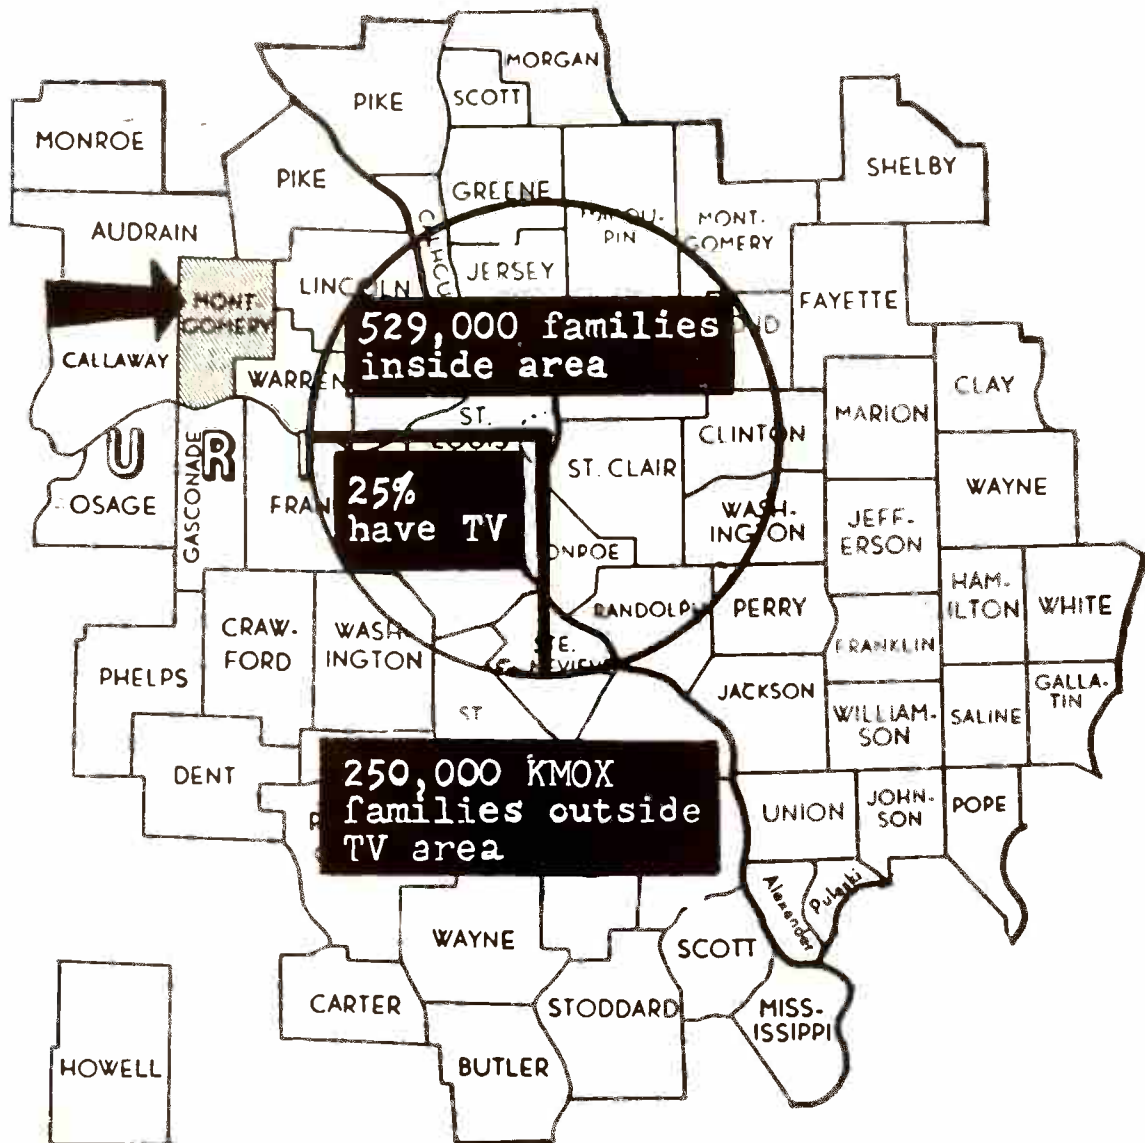 MORGAN
PIKE
SCOTT
MONROE
SHELBY
PIKE
GREENE
AUDRAIN
PIN
MONT-
GOMERY
JERSEY
LINCOLN
FAYETTE
MONT-
GOMERY
529,000 families
inside area
CALLAWAY
WARREN
CLAY
ST.
LOUIS
MARION
CLINTON
U
R
ST. CLAIR
WAYNE
OSAGE
GASCONADE
FRAN
25%
have TV
WASH-
INGTON
JEFF-
ERSON
HAM-
ILTON
WHITE
RANDOLPH
PERRY
CRAW-
FORD
WASH-
INGTON
STE.
FRANKLIN
PHELPS
JACKSON
GALLA-
TIN
ST
WILLIAM-
SON
SALINE
DENT
250,000 KMOX
families outside
TV area
UNION
JOHN-
SON
POPE
Alexander
Pulaski
WAYNE
SCOTT
CARTER
STODDARD
MISS-
ISSIPPI
HOWELL
BUTLER